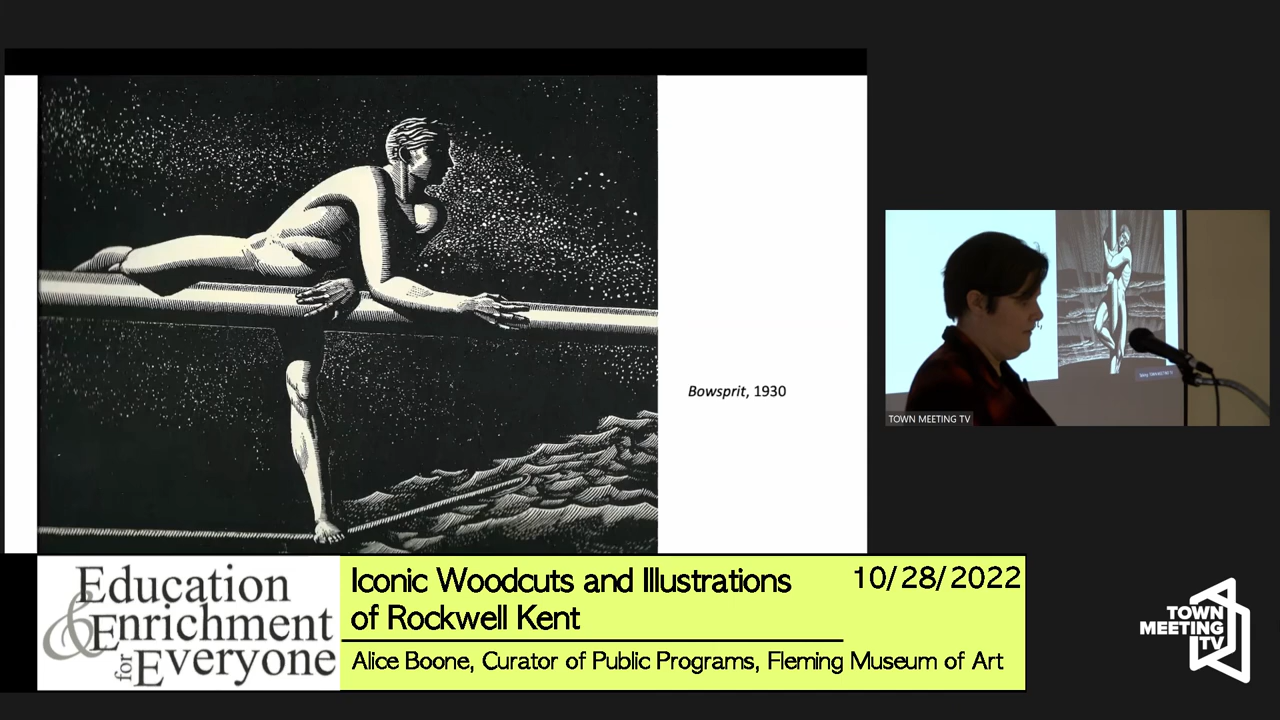 Bowsprit, 1930
TOWN MEETING TV
Education
& Enrichment
for Everyone
Iconic Woodcuts and Illustrations
of Rockwell Kent
10/28/2022
Alice Boone, Curator of Public Programs, Fleming Museum of Art
TOWN
MEETING
TV